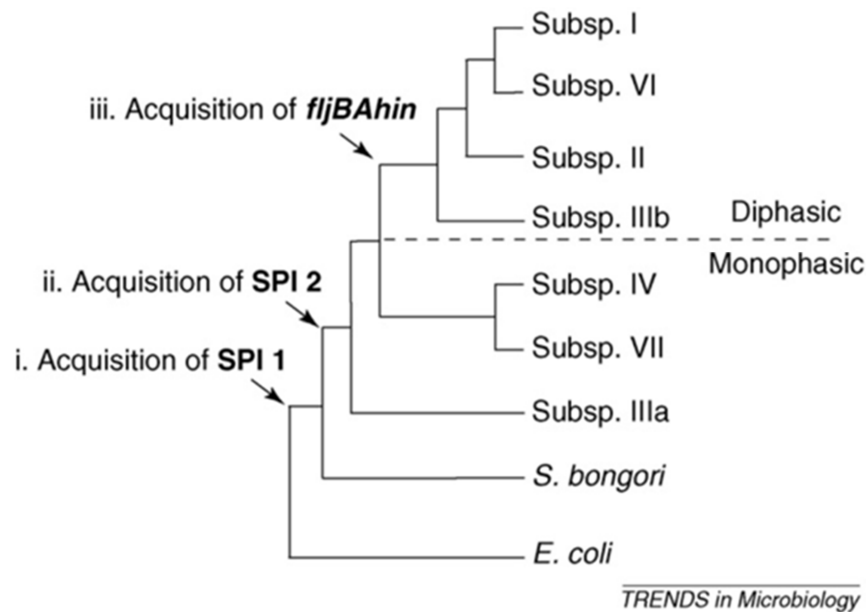 Subsp. I
Subsp. VI
iii. Acquisition of fljBAhin
Subsp. II
Subsp. IIIb
Diphasic
Monophasic
ii. Acquisition of SPI 2
Subsp. IV
i. Acquisition of SPI 1
Subsp. VII
Subsp. IIIa
S. bongori
E. coli
TRENDS in Microbiology